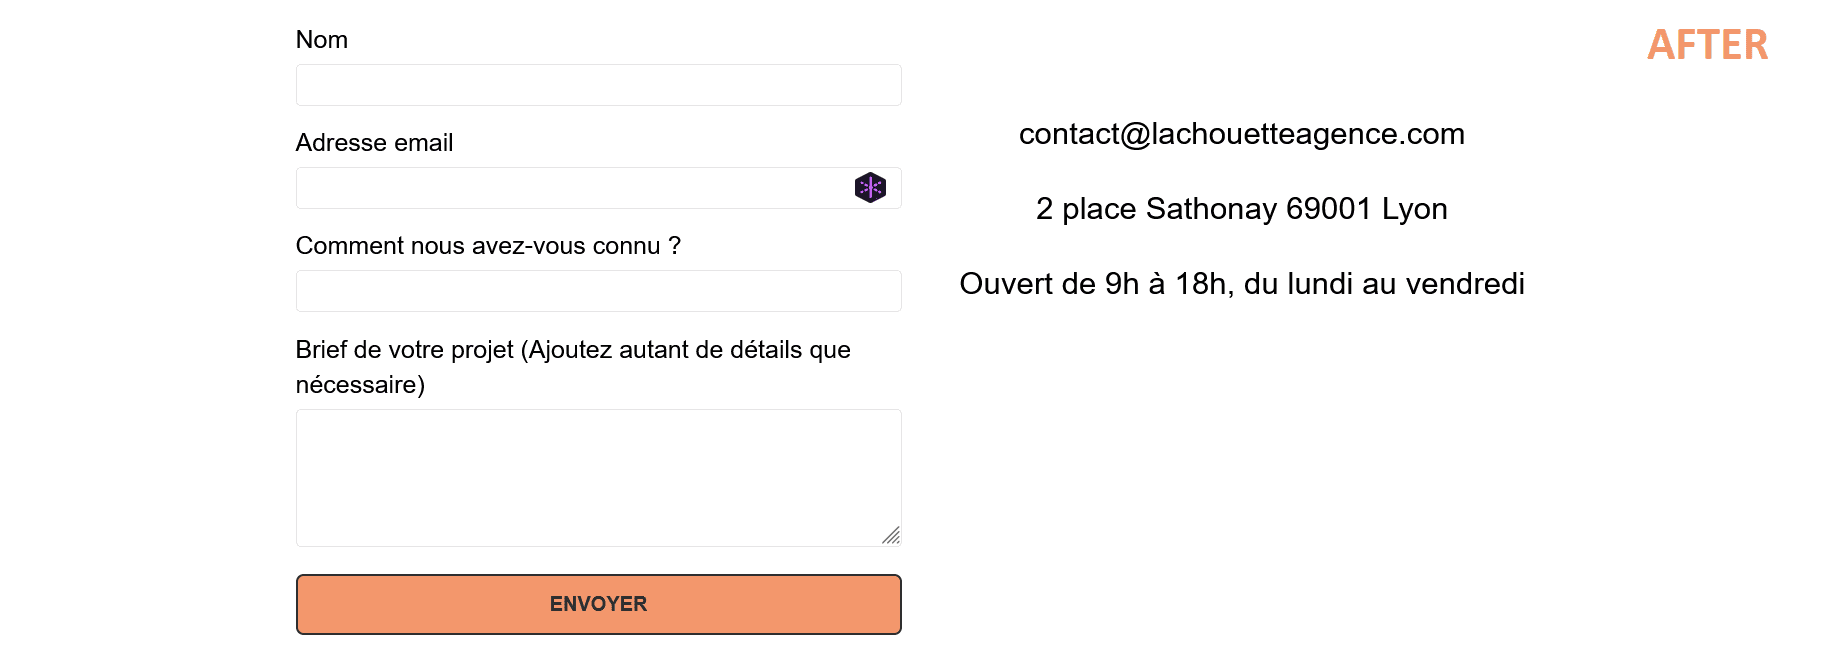 AFTER
Nom
Adresse email
Comment nous avez-vous connu ?
Brief de votre projet (Ajoutez autant de détails que
nécessaire)
ENVOYER
contact@lachouetteagence.com
2 place Sathonay 69001 Lyon
Ouvert de 9h à 18h, du lundi au vendredi